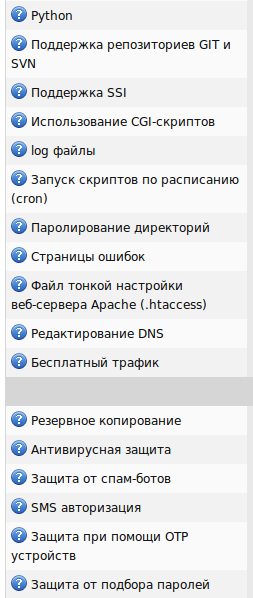 Python
Поддержка репозиториев GIT и
SVN
Поддержка SSI
Использование CGI-скриптов
log файлы
Запуск скриптов по расписанию
(cron)
Паролирование директорий
Страницы ошибок
Файл тонкой настройки
веб-сервера Apache (.htaccess)
Редактирование DNS
Бесплатный трафик
Резервное копирование
Антивирусная защита
Защита от спам-ботов
SMS авторизация
Защита при помощи OTP
устройств
Защита от подбора паролей